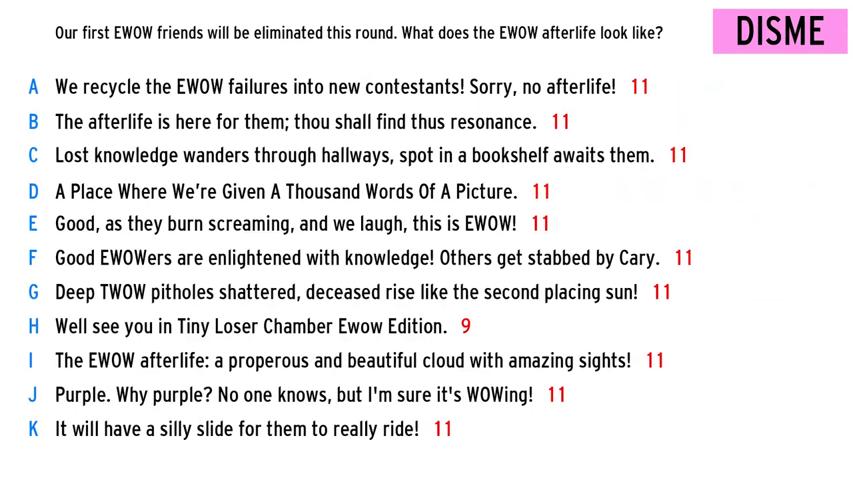 Our first EWOW friends will be eliminated this round. What does the EWOW afterlife look like?
DISME
A We recycle the EWOW failures into new contestants! Sorry, no afterlife! 11
B The afterlife is here for them; thou shall find thus resonance. 11
C Lost knowledge wanders through hallways, spot in a bookshelf awaits them. 11
D A Place Where We're Given A Thousand Words Of A Picture. 11
E Good, as they burn screaming, and we laugh, this is EWOW! 11
F Good EWOWers are enlightened with knowledge! Others get stabbed by Cary. 11
G Deep TWOW pitholes shattered, deceased rise like the second placing sun! 11
H Well see you in Tiny Loser Chamber Ewow Edition. 9
I The EWOW afterlife: a properous and beautiful cloud with amazing sights! 11
J Purple. Why purple? No one knows, but I'm sure it's WOWing! 11
K It will have a silly slide for them to really ride! 11